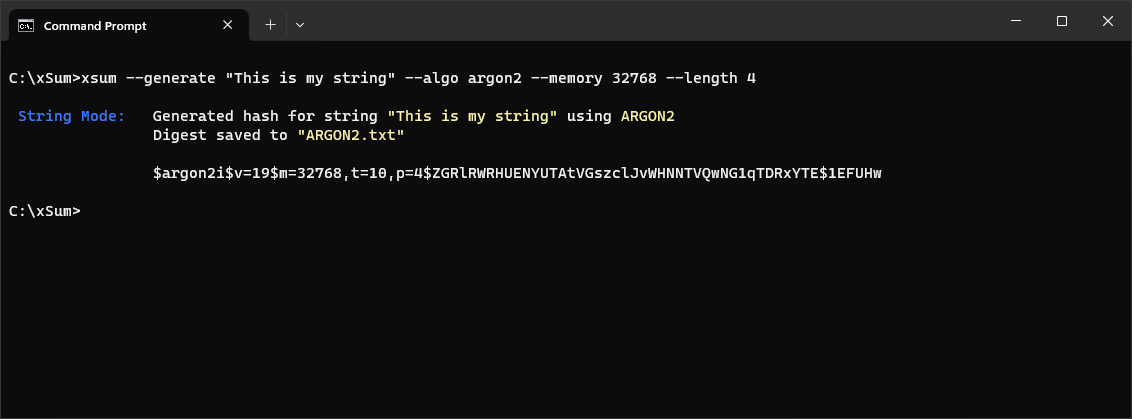 Command Prompt
C:\xSum>xsum --generate "This is my string" --algo argon2 --memory 32768 --length 4
String Mode: Generated hash for string "This is my string" using ARGON2
Digest saved to "ARGON2.txt"
$argon2i$v=19$m=32768,t=10,p=4$ZGRlRWRHUENYUTAtVGszclJvWHNNTVQwNG1qTDRxYTE$1EFUHw
C:\xSum>